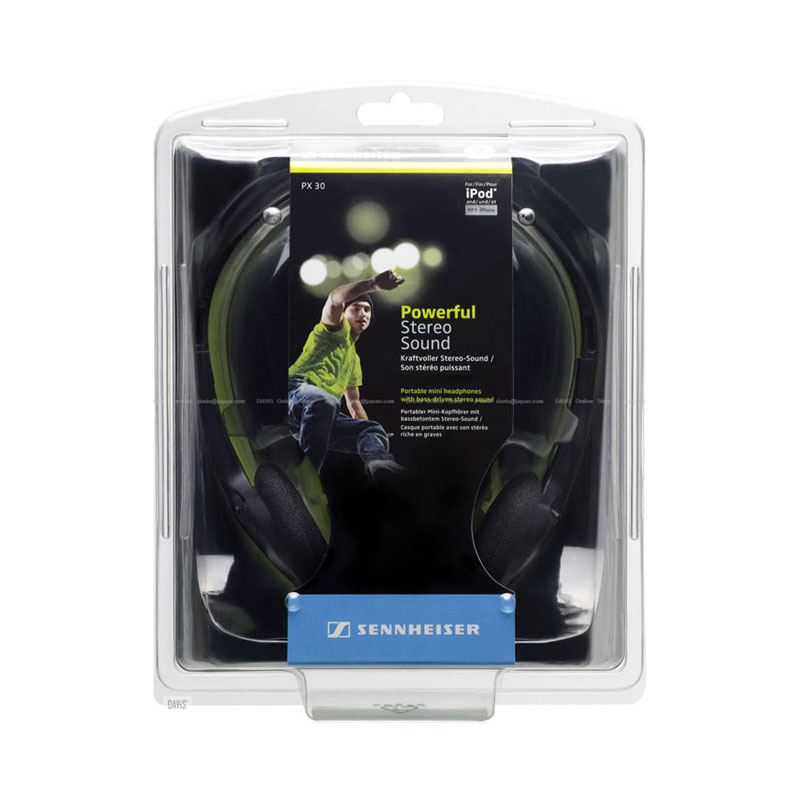 PX 30
For/Für/Pour
iPod®
and/und/et
MP3 iPhone
Powerful
Stereo
Sound
Kraftvoller Stereo-Sound /
Son stéréo puissant
Portable mini headphones
with bass-driven stereo sound
Portabler Mini-Kopfhörer mit
bassbetontem Stereo-Sound /
Casque portable avec son stéréo
riche en graves
SENNHEISER
DAViS